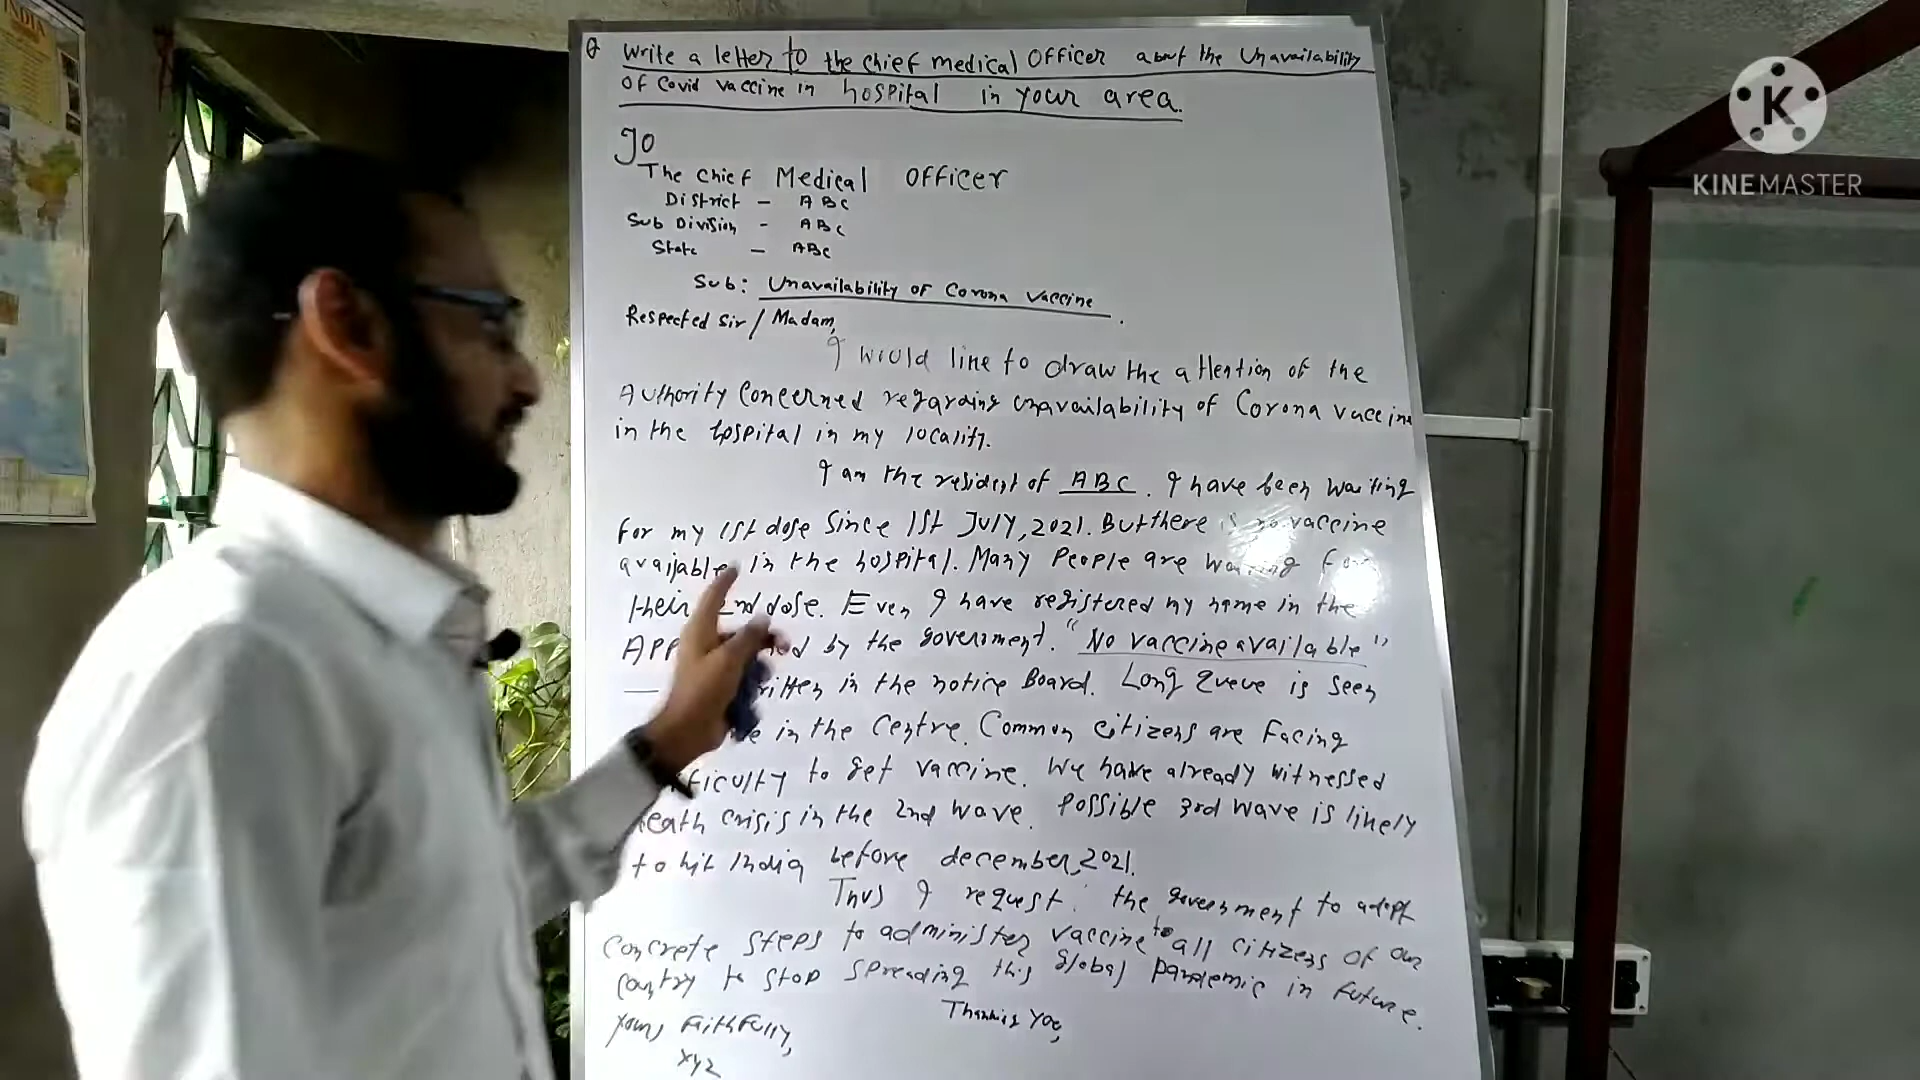 INDIA
Q Write a letter to the chief medical officer about the Unavailability
of Covid vaccine in hospital in your area.
To
The Chief Medical Officer
District - ABC
Sub Division - ABC
State - ABC
Sub: Unavailability of Corona Vaccine.
Respected Sir/Madam,
I would like to draw the attention of the
Authority Concerned regarding unavailability of Corona vaccine
in the hospital in my locality.
I am the resident of ABC. I have been waiting
for my 1st dose since 1st July, 2021. But there is no vaccine
available in the hospital. Many people are waiting for
their 2nd dose. Even I have registered my name in the
App by the government. "No vaccine available"
in the notice Board. Long queue is seen
in the Centre. Common citizens are facing
difficulty to get vaccine. We have already witnessed
death crisis in the 2nd wave. Possible 3rd wave is likely
to hit India before december, 2021.
Thus I request the government to adopt
Concrete steps to administer vaccine to all citizens of our
country to stop spreading this global pandemic in future.
Thanking You,
Yours Faithfully,
xyz
K
KINEMASTER